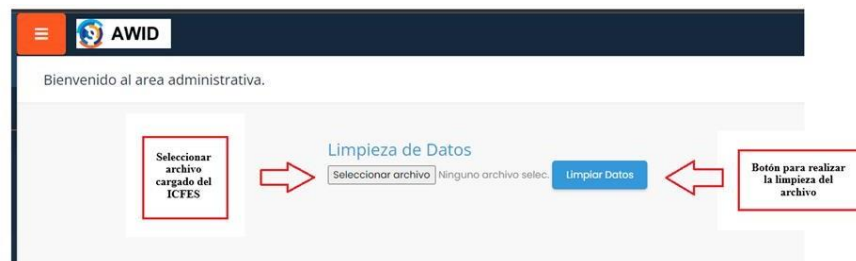 AWID
Bienvenido al area administrativa.
Limpieza de Datos
Seleccionar archivo Ninguno archivo selec. Limpiar Datos
Seleccionar
archivo
cargado del
ICFES
Botón para realizar
la limpieza del
archivo